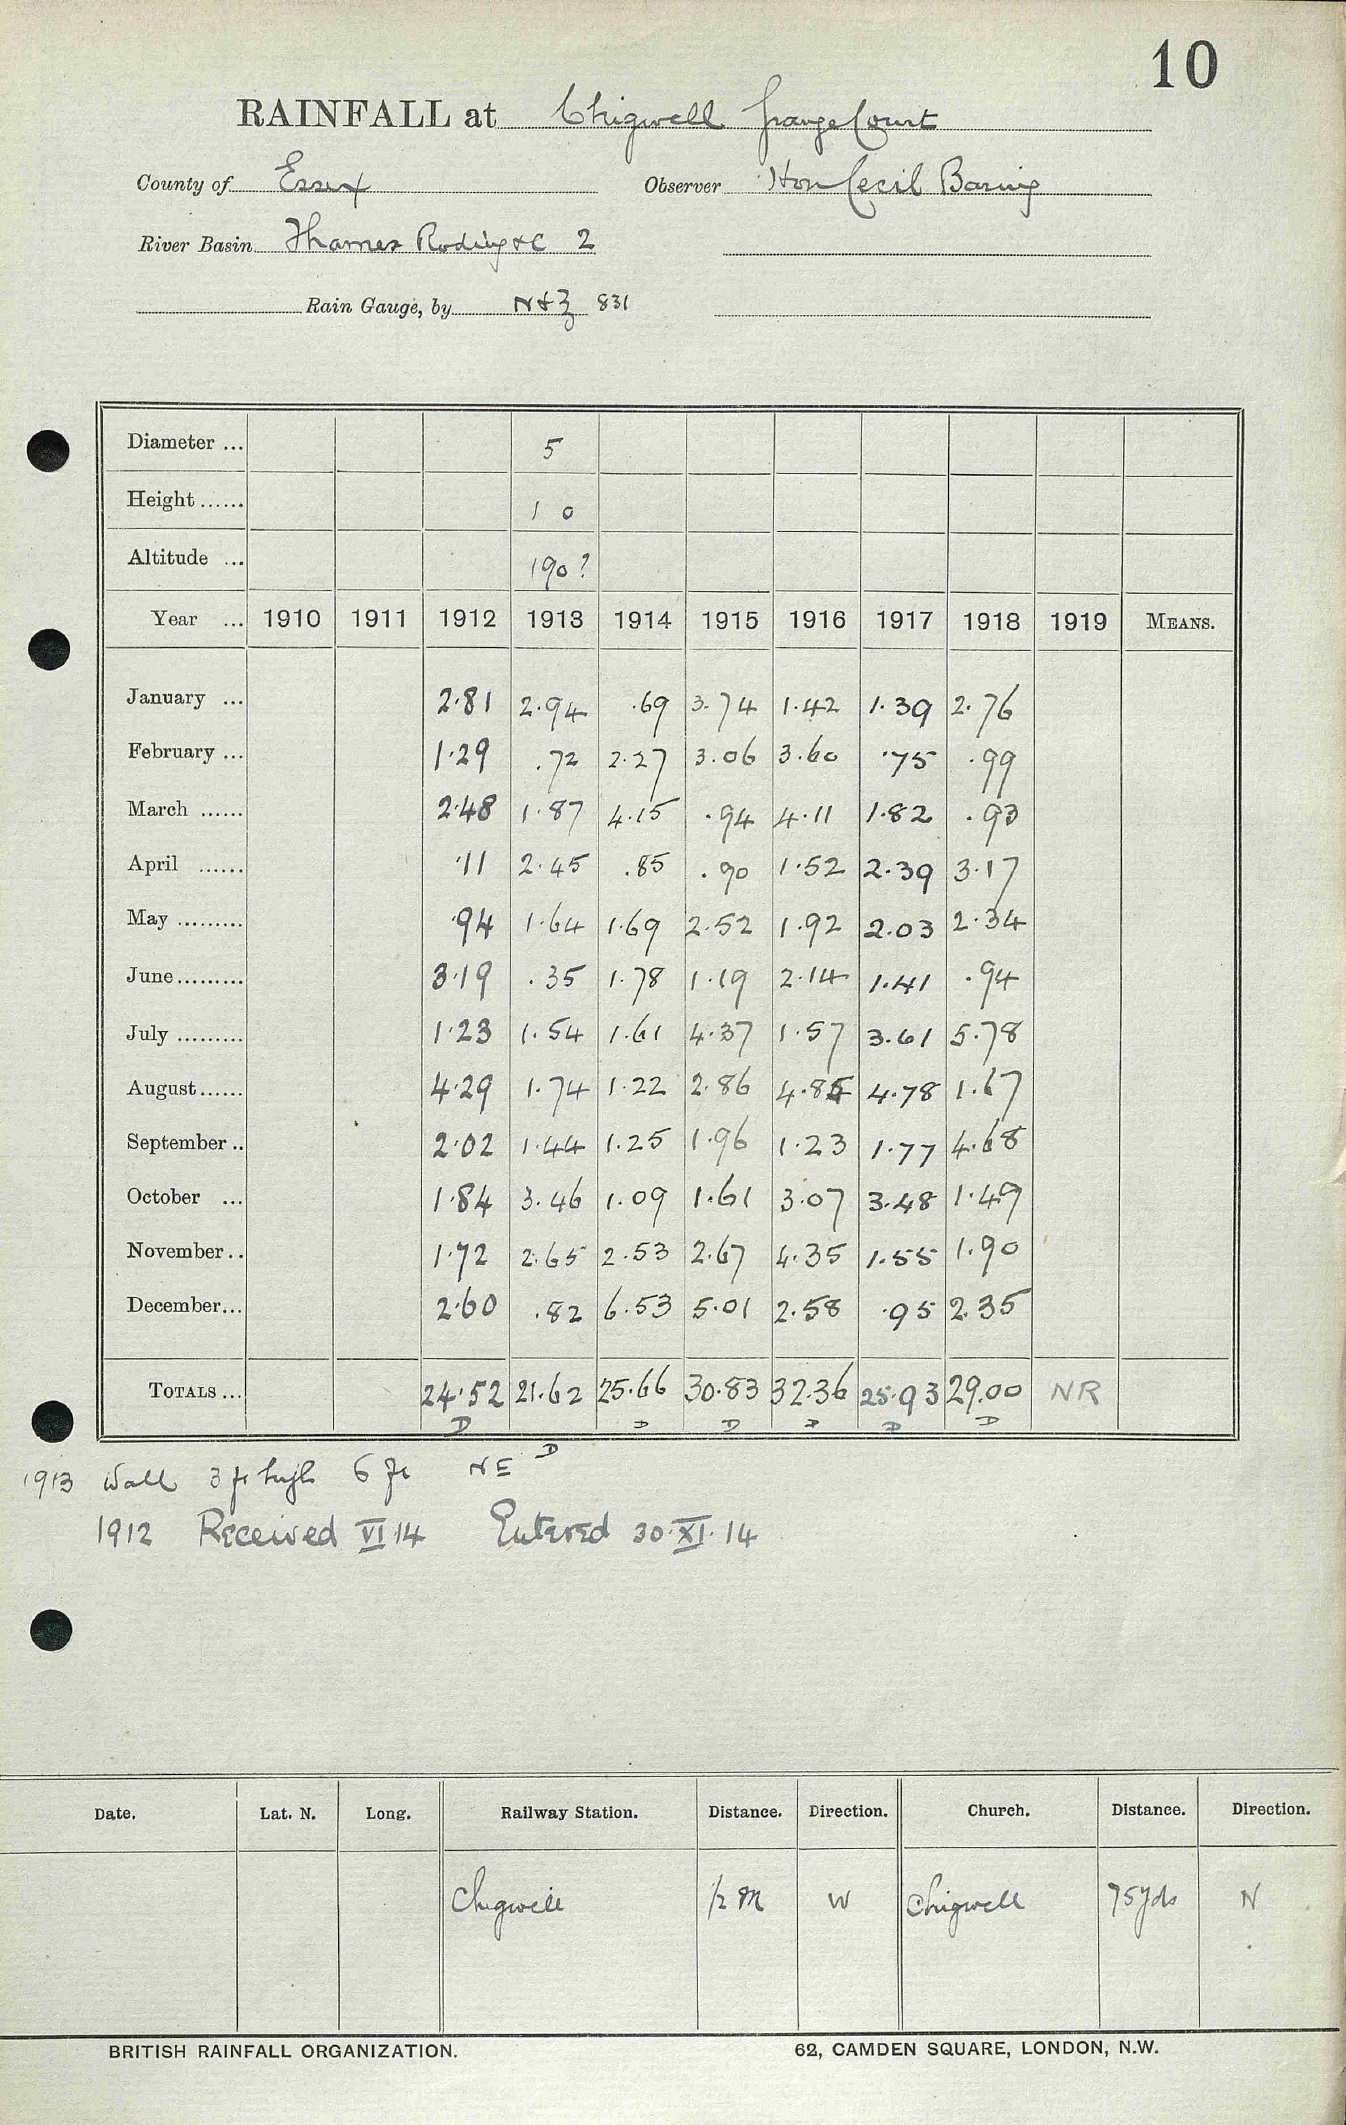 10
RAINFALL at Chigwell Grange Court
County of Essex Observer Hon Cecil Baring
River Basin Thames Roding &c 2
Rain Gauge, by N & Z 831
Diameter ... 5
Height ...... 1 0
Altitude ... 190?
Year ... 1910 1911 1912 1913 1914 1915 1916 1917 1918 1919 MEANS.
January ... 2.81 2.94 .69 3.74 1.42 1.39 2.76
February ... 1.29 .72 2.27 3.06 3.60 .75 .99
March ...... 2.48 1.87 4.15 .94 4.11 1.82 .93
April ...... .11 2.45 .85 .90 1.52 2.39 3.17
May ......... .94 1.64 1.69 2.52 1.92 2.03 2.34
June......... 3.19 .35 1.78 1.19 2.14 1.41 .94
July ......... 1.23 1.54 1.61 4.37 1.57 3.61 5.78
August...... 4.29 1.74 1.22 2.86 4.85 4.78 1.67
September .. 2.02 1.44 1.25 1.96 1.23 1.77 4.68
October ... 1.84 3.46 1.09 1.61 3.07 3.48 1.49
November .. 1.72 2.65 2.53 2.67 4.35 1.55 1.90
December... 2.60 .82 6.53 5.01 2.58 .95 2.35
TOTALS ... 24.52 21.62 25.66 30.83 32.36 25.93 29.00 NR
D D D D D D D
1913 Wall 3 ft high 6 ft NE
1912 Received VI.14 Entered 30.XI.14
Date. Lat. N. Long. Railway Station. Distance. Direction. Church. Distance. Direction.
Chigwell 1/2 M W Chigwell 75 yds N
BRITISH RAINFALL ORGANIZATION. 62, CAMDEN SQUARE, LONDON, N.W.